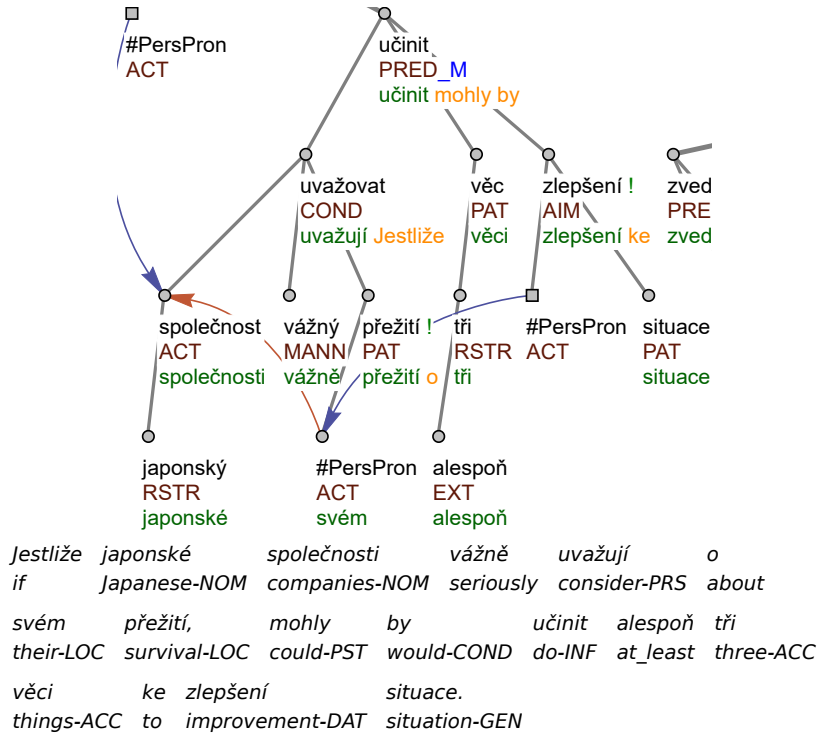 #PersPron
ACT
učinit
PRED_M
učinit mohly by
uvažovat
COND
uvažují Jestliže
věc
PAT
věci
zlepšení !
AIM
zlepšení ke
zved
PRE
zved
společnost
ACT
společnosti
vážný
MANN
vážně
přežití !
PAT
přežití o
tři
RSTR
tři
#PersPron
ACT
situace
PAT
situace
japonský
RSTR
japonské
#PersPron
ACT
svém
alespoň
EXT
alespoň
Jestliže japonské společnosti vážně uvažují o
if Japanese-NOM companies-NOM seriously consider-PRS about
svém přežití, mohly by učinit alespoň tři
their-LOC survival-LOC could-PST would-COND do-INF at_least three-ACC
věci ke zlepšení situace.
things-ACC to improvement-DAT situation-GEN